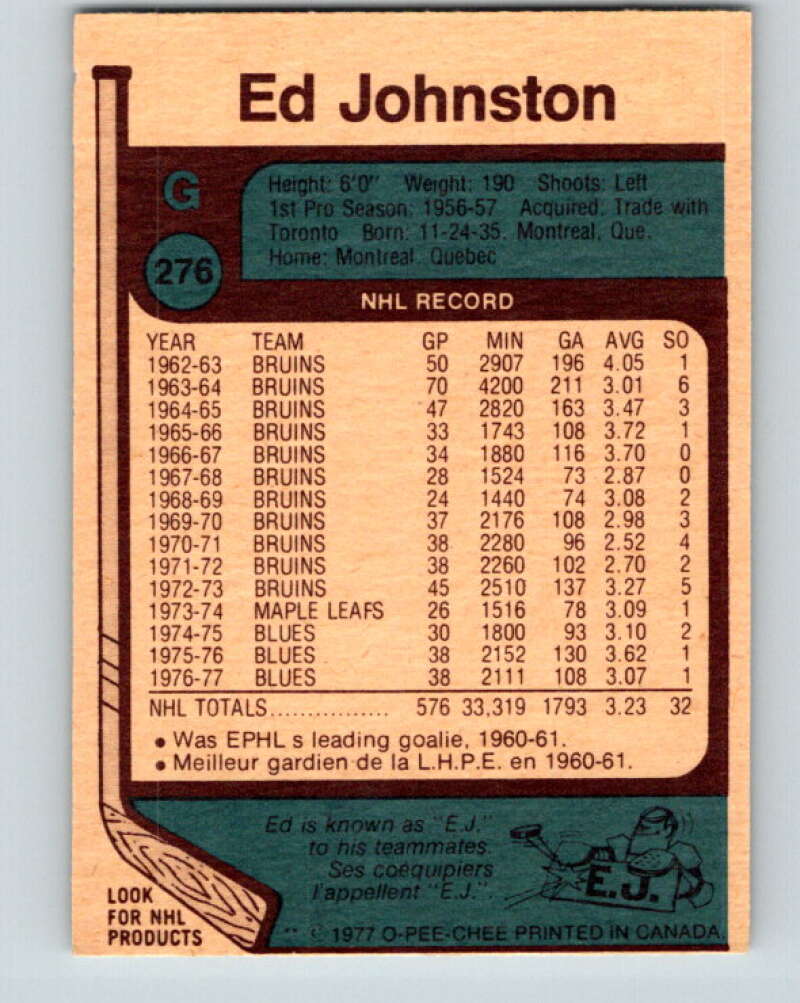 Ed Johnston
G
276
Height: 6'0" Weight: 190 Shoots: Left
1st Pro Season: 1956-57 Acquired: Trade with
Toronto Born: 11-24-35, Montreal, Que.
Home: Montreal, Quebec
NHL RECORD
YEAR TEAM GP MIN GA AVG SO
1962-63 BRUINS 50 2907 196 4.05 1
1963-64 BRUINS 70 4200 211 3.01 6
1964-65 BRUINS 47 2820 163 3.47 3
1965-66 BRUINS 33 1743 108 3.72 1
1966-67 BRUINS 34 1880 116 3.70 0
1967-68 BRUINS 28 1524 73 2.87 0
1968-69 BRUINS 24 1440 74 3.08 2
1969-70 BRUINS 37 2176 108 2.98 3
1970-71 BRUINS 38 2280 96 2.52 4
1971-72 BRUINS 38 2260 102 2.70 2
1972-73 BRUINS 45 2510 137 3.27 5
1973-74 MAPLE LEAFS 26 1516 78 3.09 1
1974-75 BLUES 30 1800 93 3.10 2
1975-76 BLUES 38 2152 130 3.62 1
1976-77 BLUES 38 2111 108 3.07 1
NHL TOTALS................ 576 33,319 1793 3.23 32
• Was EPHL s leading goalie, 1960-61.
• Meilleur gardien de la L.H.P.E. en 1960-61.
Ed is known as "E.J."
to his teammates.
Ses coéquipiers
l'appellent "E.J.".
E.J.
LOOK
FOR NHL
PRODUCTS
** © 1977 O-PEE-CHEE PRINTED IN CANADA.